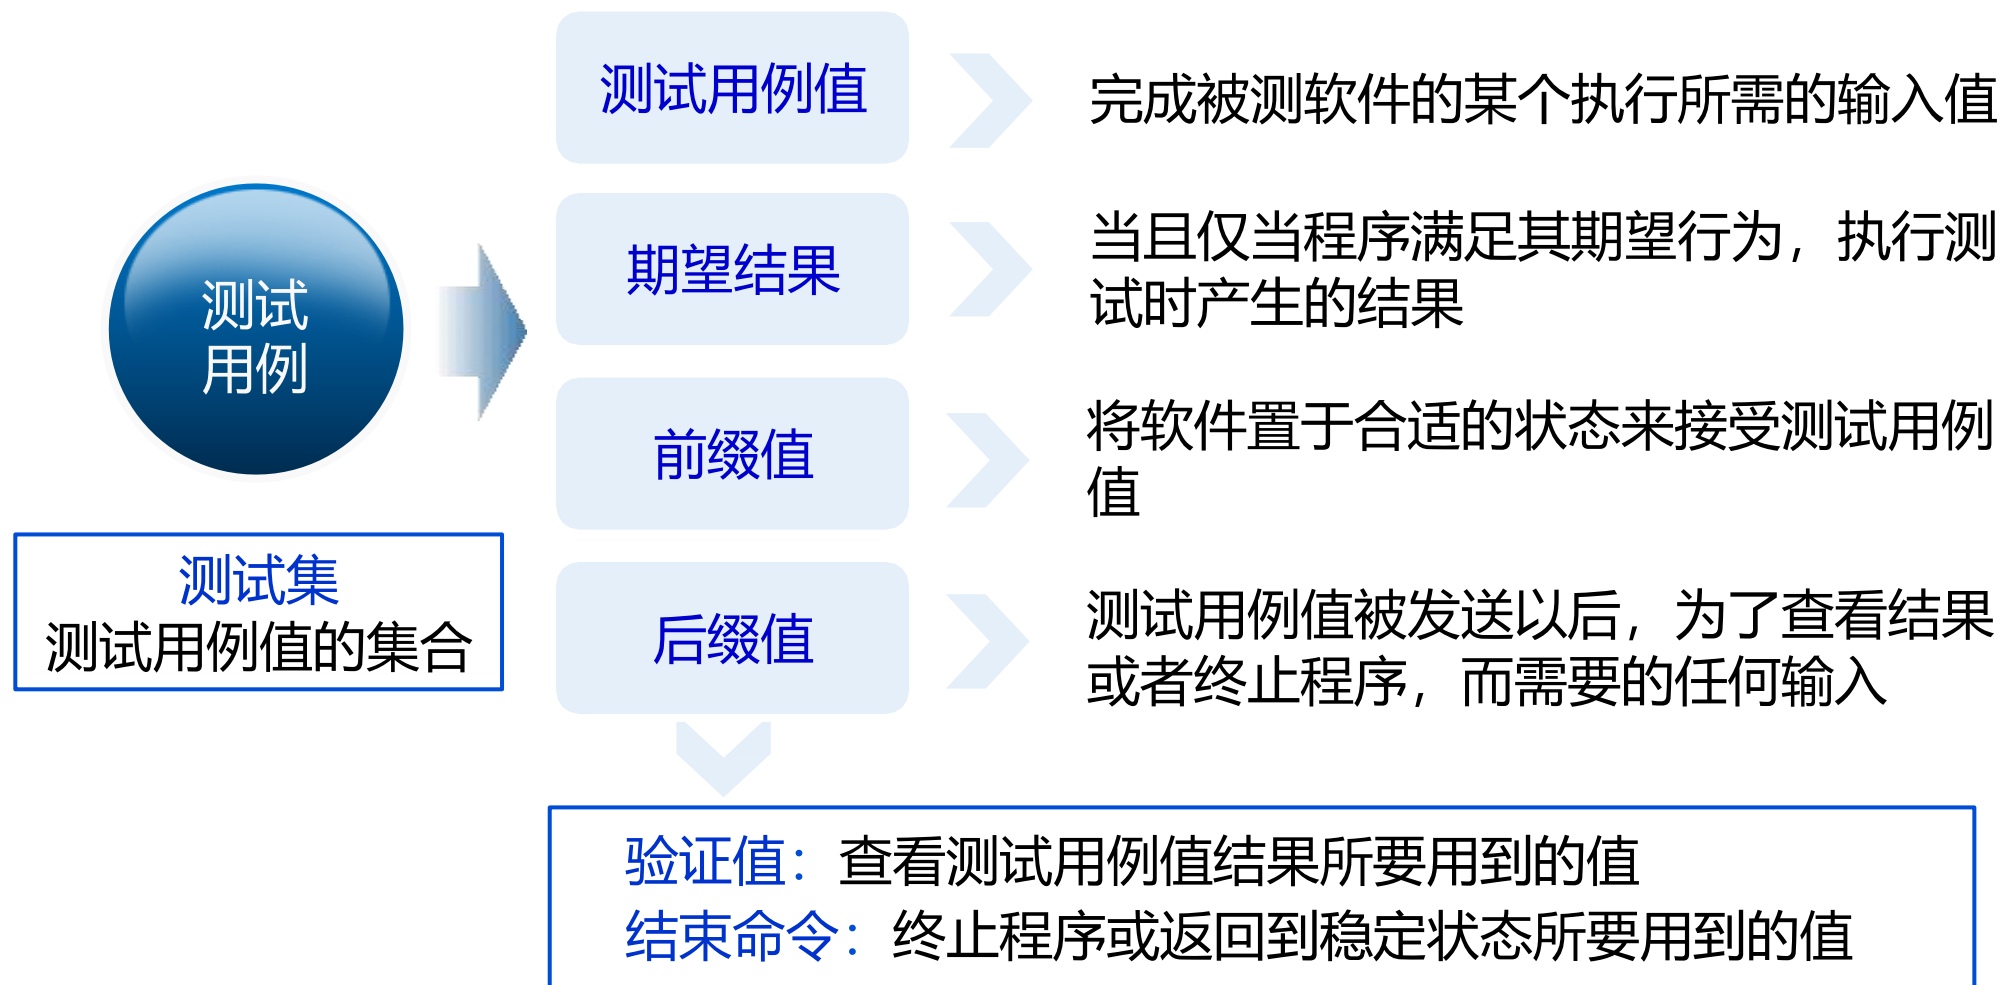 测试用例值
完成被测软件的某个执行所需的输入值
期望结果
当且仅当程序满足其期望行为，执行测
试时产生的结果
测试
用例
前缀值
将软件置于合适的状态来接受测试用例
值
测试集
测试用例值的集合
后缀值
测试用例值被发送以后，为了查看结果
或者终止程序，而需要的任何输入
验证值：查看测试用例值结果所要用到的值
结束命令：终止程序或返回到稳定状态所要用到的值